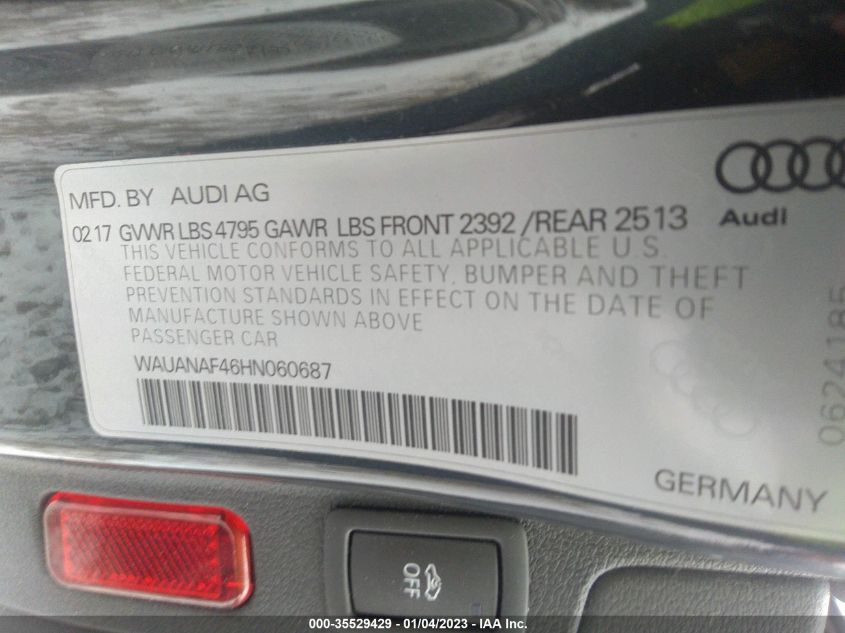 MFD. BY AUDI AG
Audi
02 17 GVWR LBS 4795 GAWR LBS FRONT 2392 /REAR 2513
THIS VEHICLE CONFORMS TO ALL APPLICABLE U.S.
FEDERAL MOTOR VEHICLE SAFETY, BUMPER AND THEFT
PREVENTION STANDARDS IN EFFECT ON THE DATE OF
MANUFACTURE SHOWN ABOVE
PASSENGER CAR
WAUANAF46HN060687
0624185
GERMANY
OFF
000-35529429 - 01/04/2023 - IAA Inc.